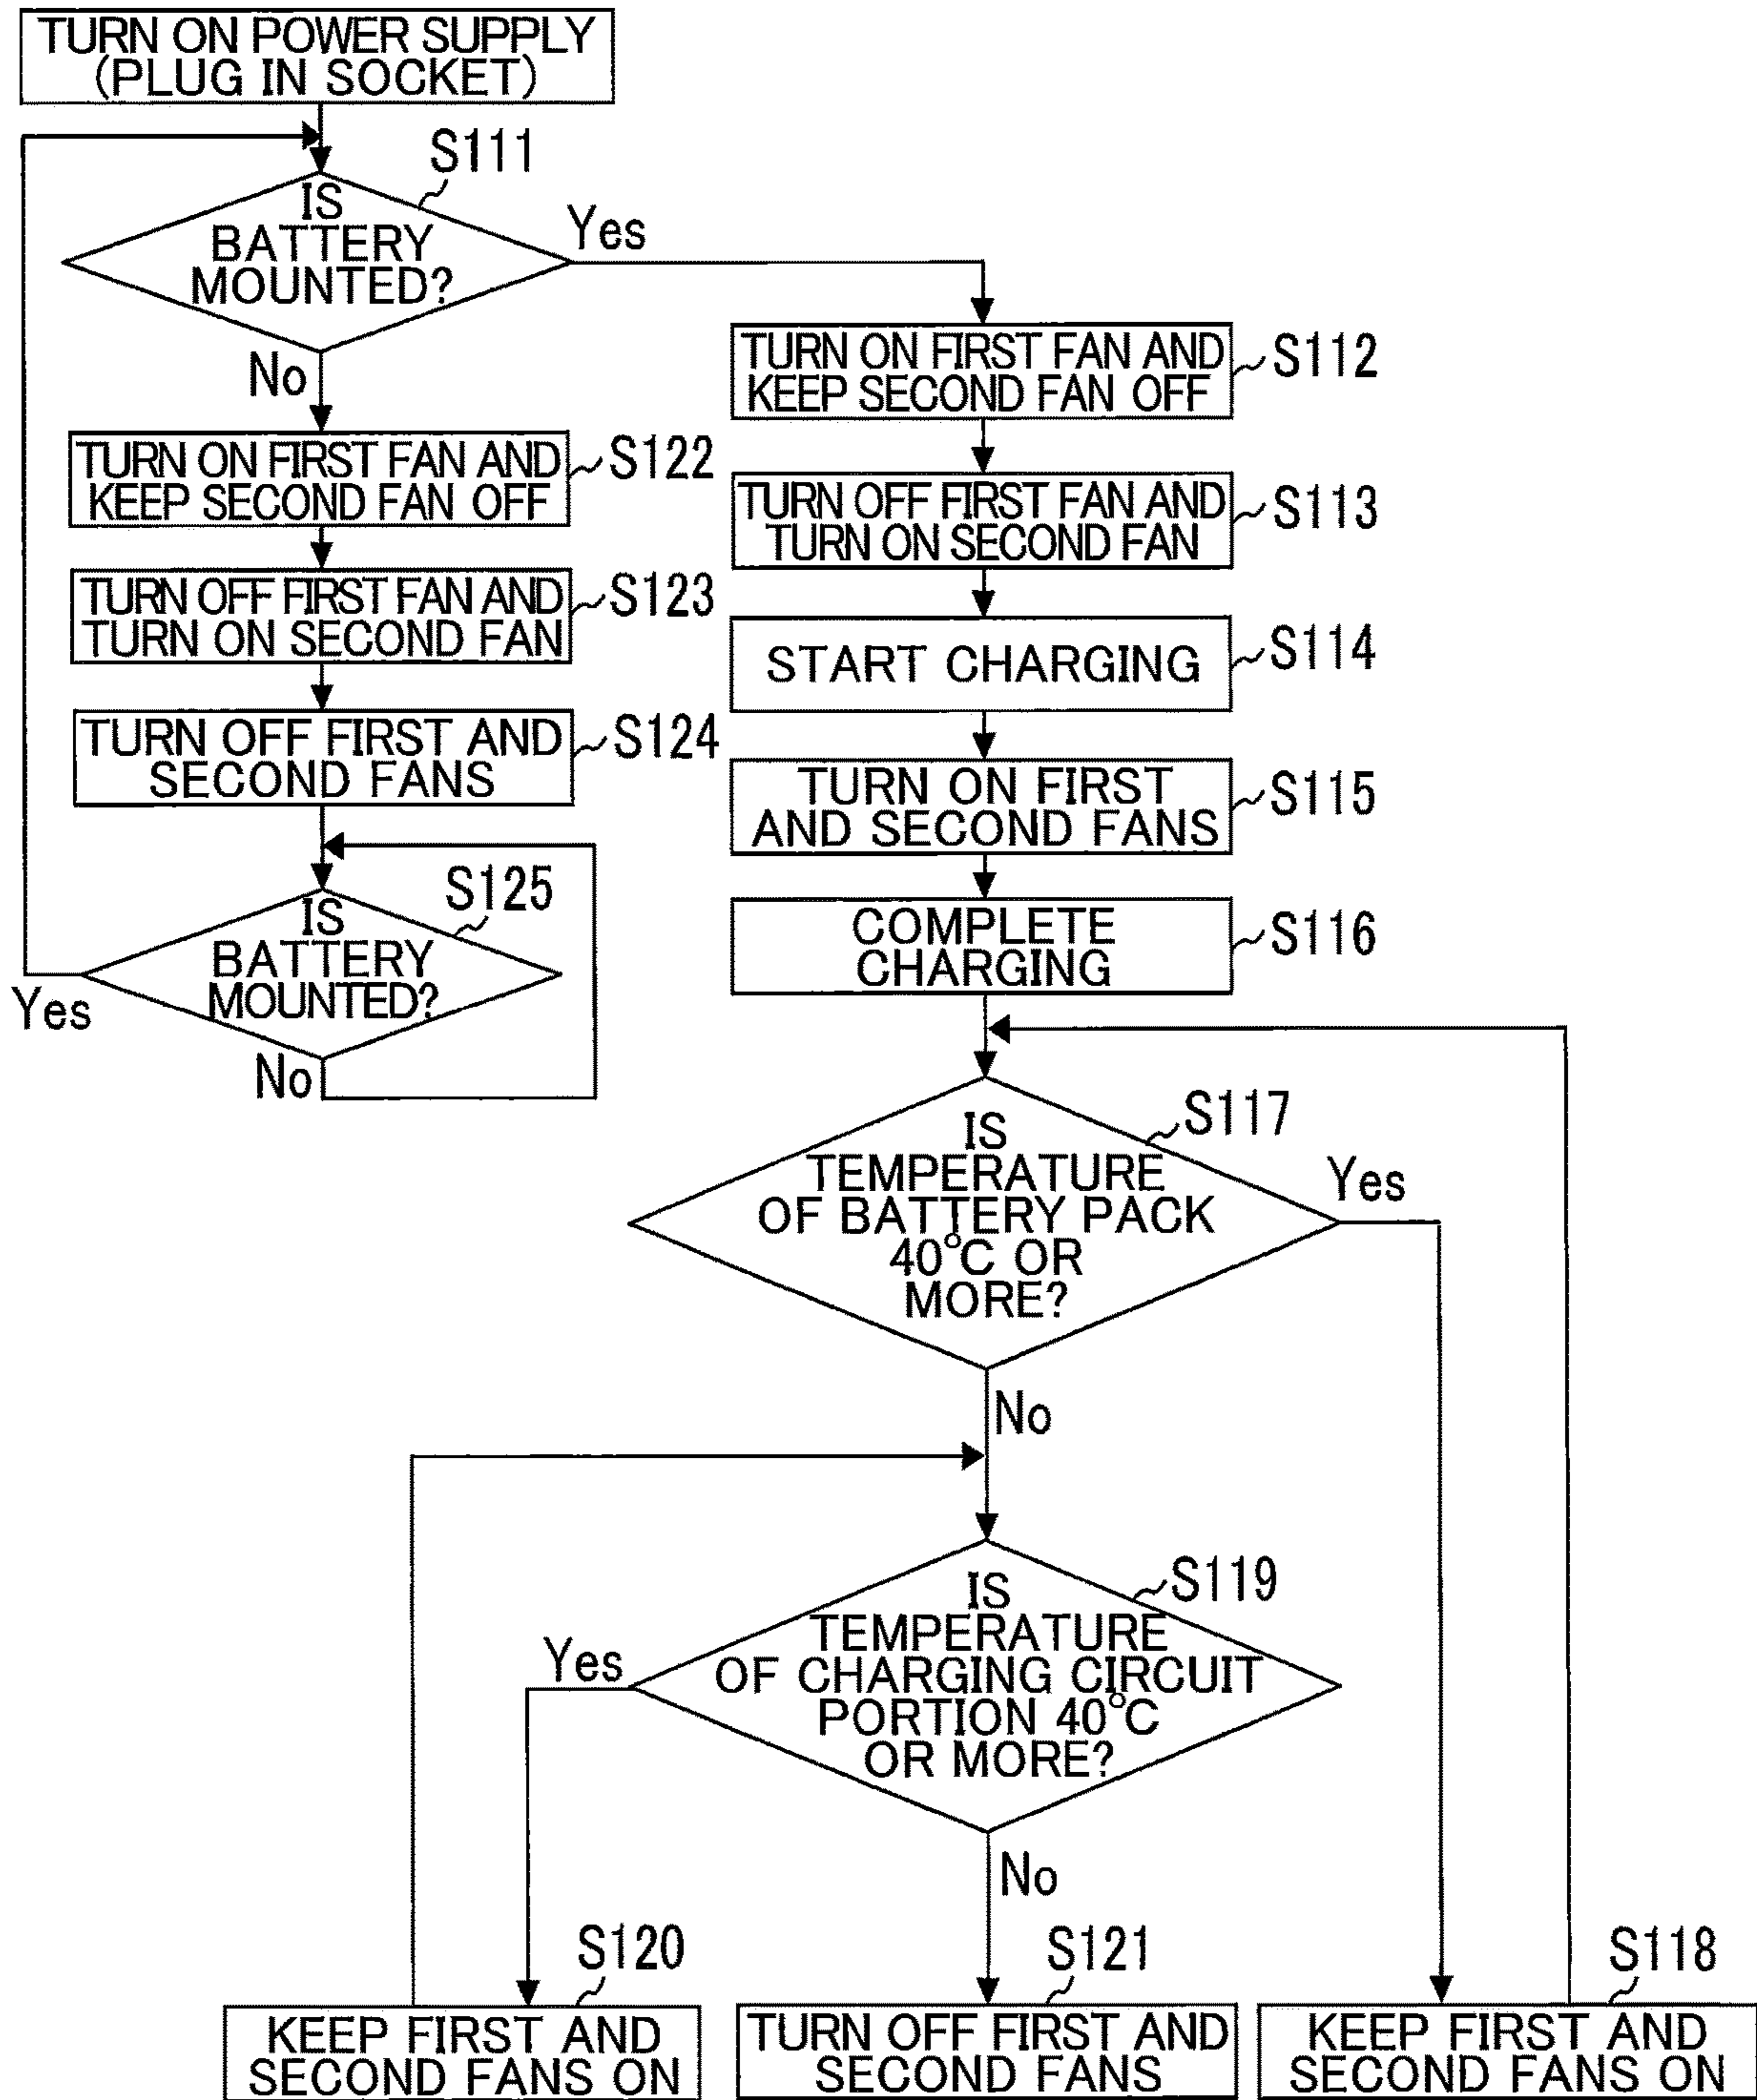 TURN ON POWER SUPPLY
(PLUG IN SOCKET)
S111
IS
BATTERY
MOUNTED?
Yes
No
TURN ON FIRST FAN AND
KEEP SECOND FAN OFF
S122
TURN OFF FIRST FAN AND
TURN ON SECOND FAN
S123
TURN OFF FIRST AND
SECOND FANS
S124
S125
IS
BATTERY
MOUNTED?
Yes
No
TURN ON FIRST FAN AND
KEEP SECOND FAN OFF
S112
TURN OFF FIRST FAN AND
TURN ON SECOND FAN
S113
START CHARGING
S114
TURN ON FIRST
AND SECOND FANS
S115
COMPLETE
CHARGING
S116
S117
IS
TEMPERATURE
OF BATTERY PACK
40°C OR
MORE?
Yes
No
S119
IS
TEMPERATURE
OF CHARGING CIRCUIT
PORTION 40°C
OR MORE?
Yes
No
S120
KEEP FIRST AND
SECOND FANS ON
S121
TURN OFF FIRST AND
SECOND FANS
S118
KEEP FIRST AND
SECOND FANS ON